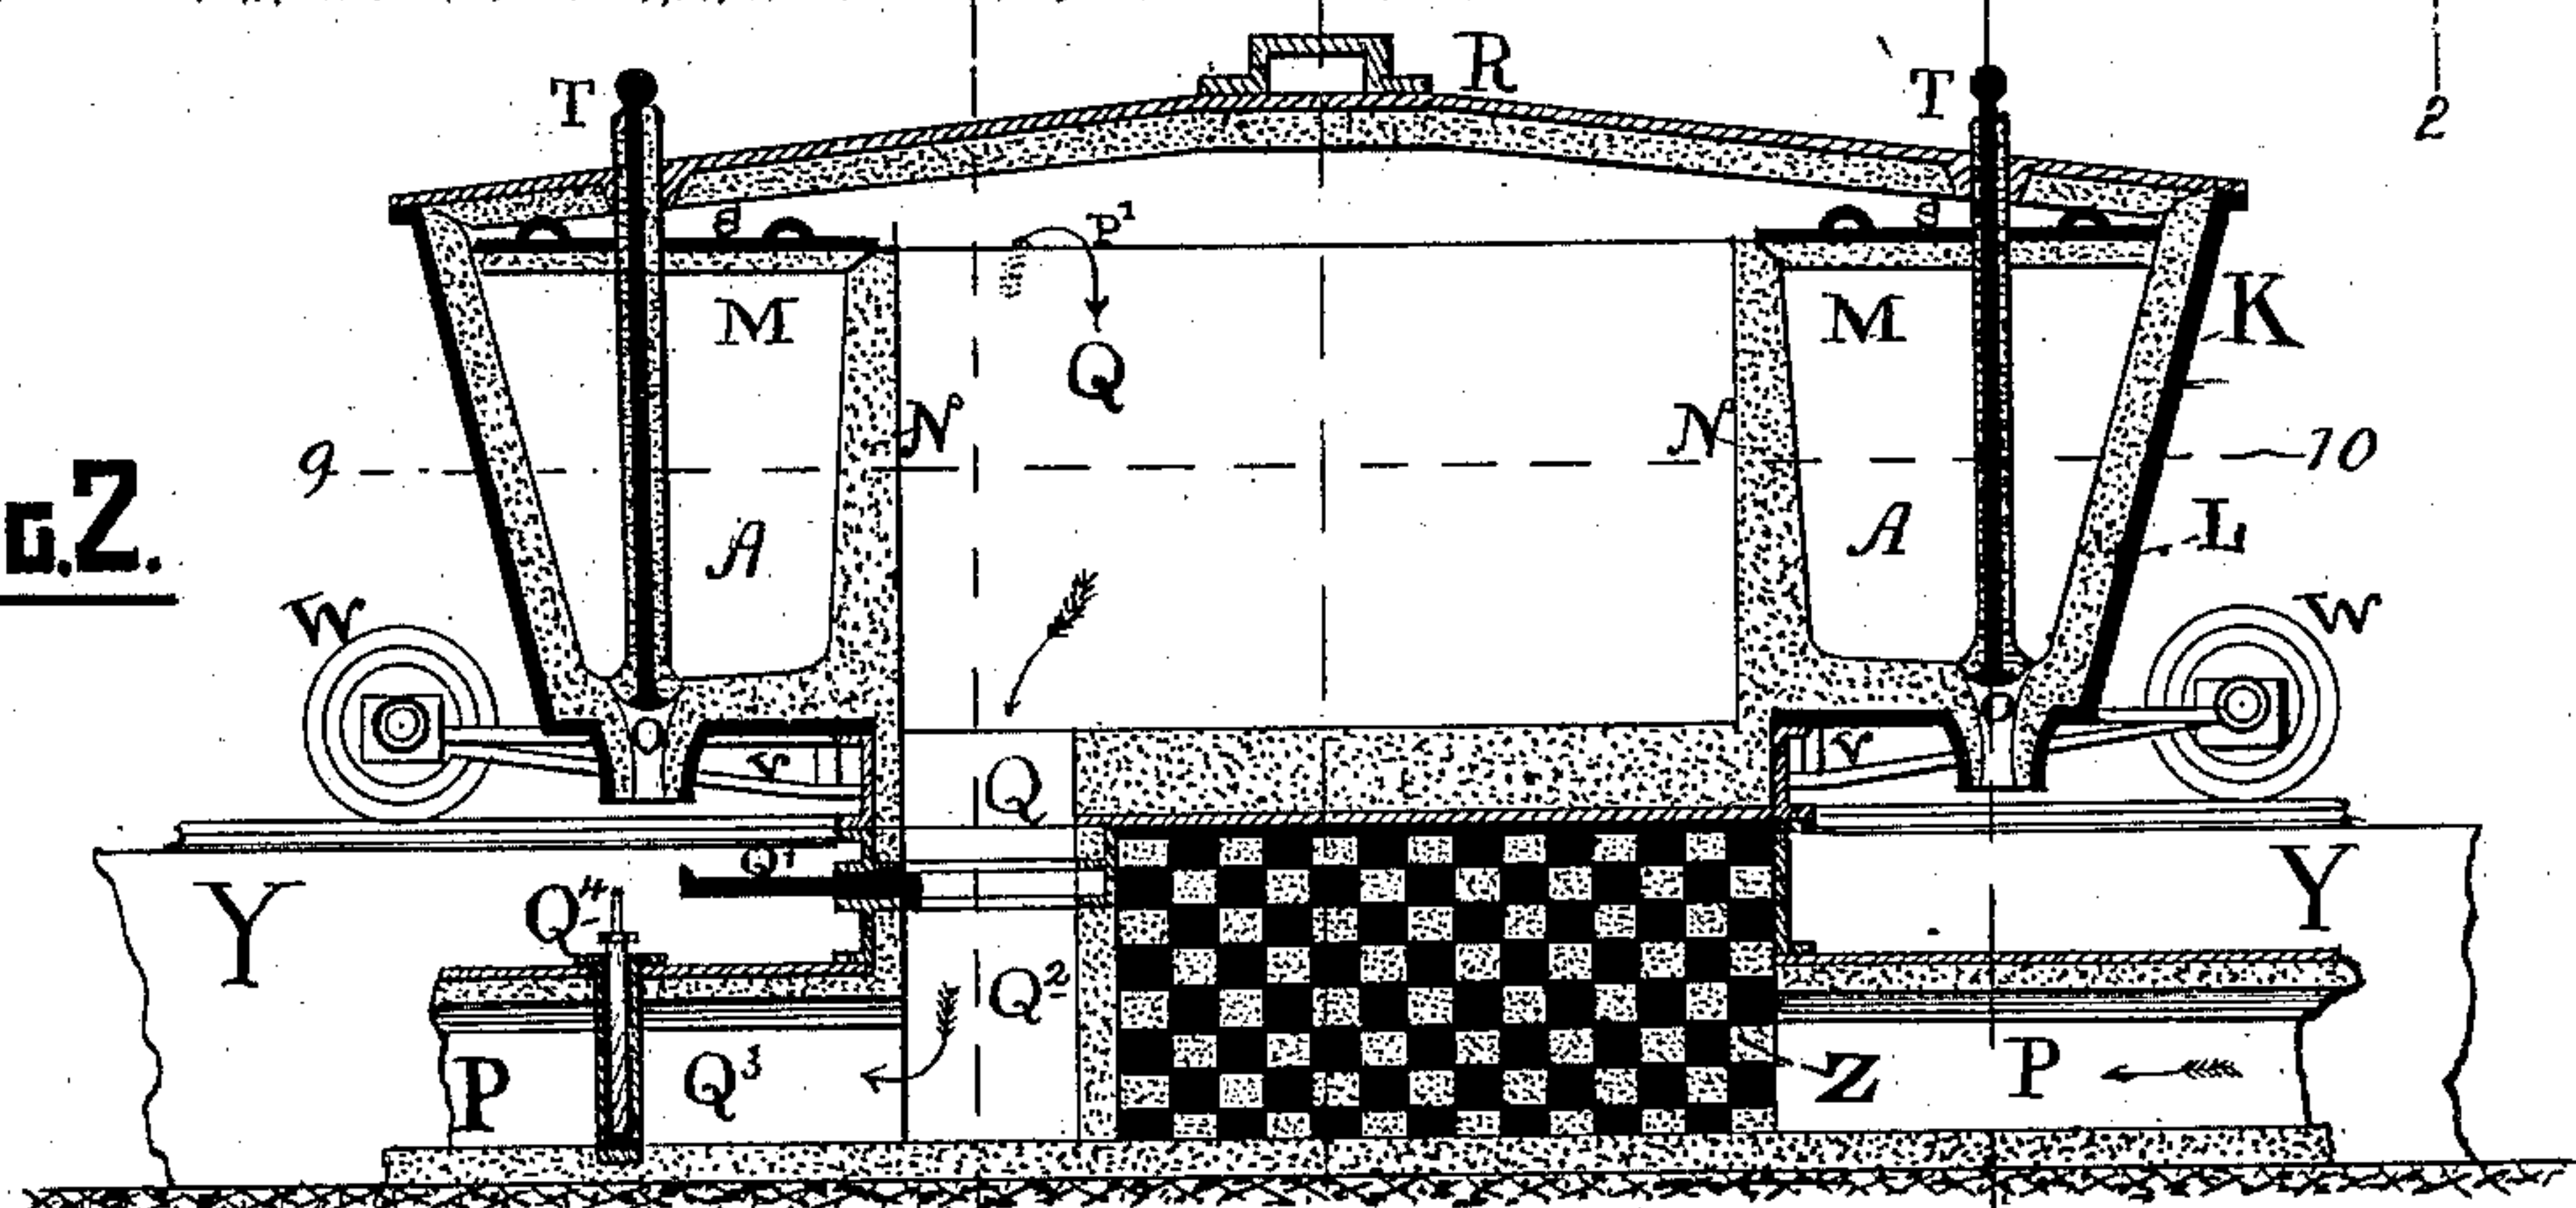 R
T T
2
S P¹ S
M M K
Q
N N
9 10
A A L
G.2.
W W
O O
V V
Q
Q¹
Y Y
Q⁴
Q²
P Q³ Z P